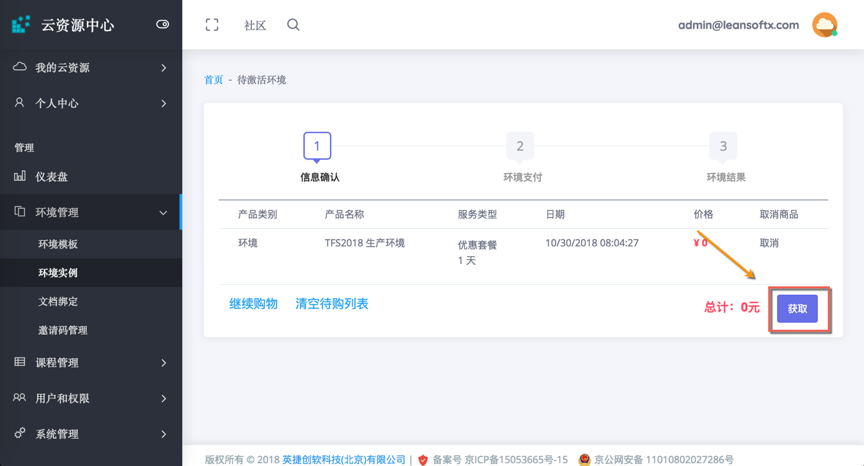 云资源中心
社区
admin@leansoftx.com
我的云资源
个人中心
管理
仪表盘
环境管理
环境模板
环境实例
文档绑定
邀请码管理
课程管理
用户和权限
系统管理
首页 - 待激活环境
1 2 3
信息确认 环境支付 环境结果
产品类别 产品名称 服务类型 日期 价格 取消商品
环境 TFS2018 生产环境 优惠套餐 10/30/2018 08:04:27 ¥ 0 取消
1 天
继续购物 清空待购列表 总计：0元 获取
版权所有 © 2018 英捷创软科技(北京)有限公司 | 备案号 京ICP备15053665号-15 京公网安备 11010802027286号